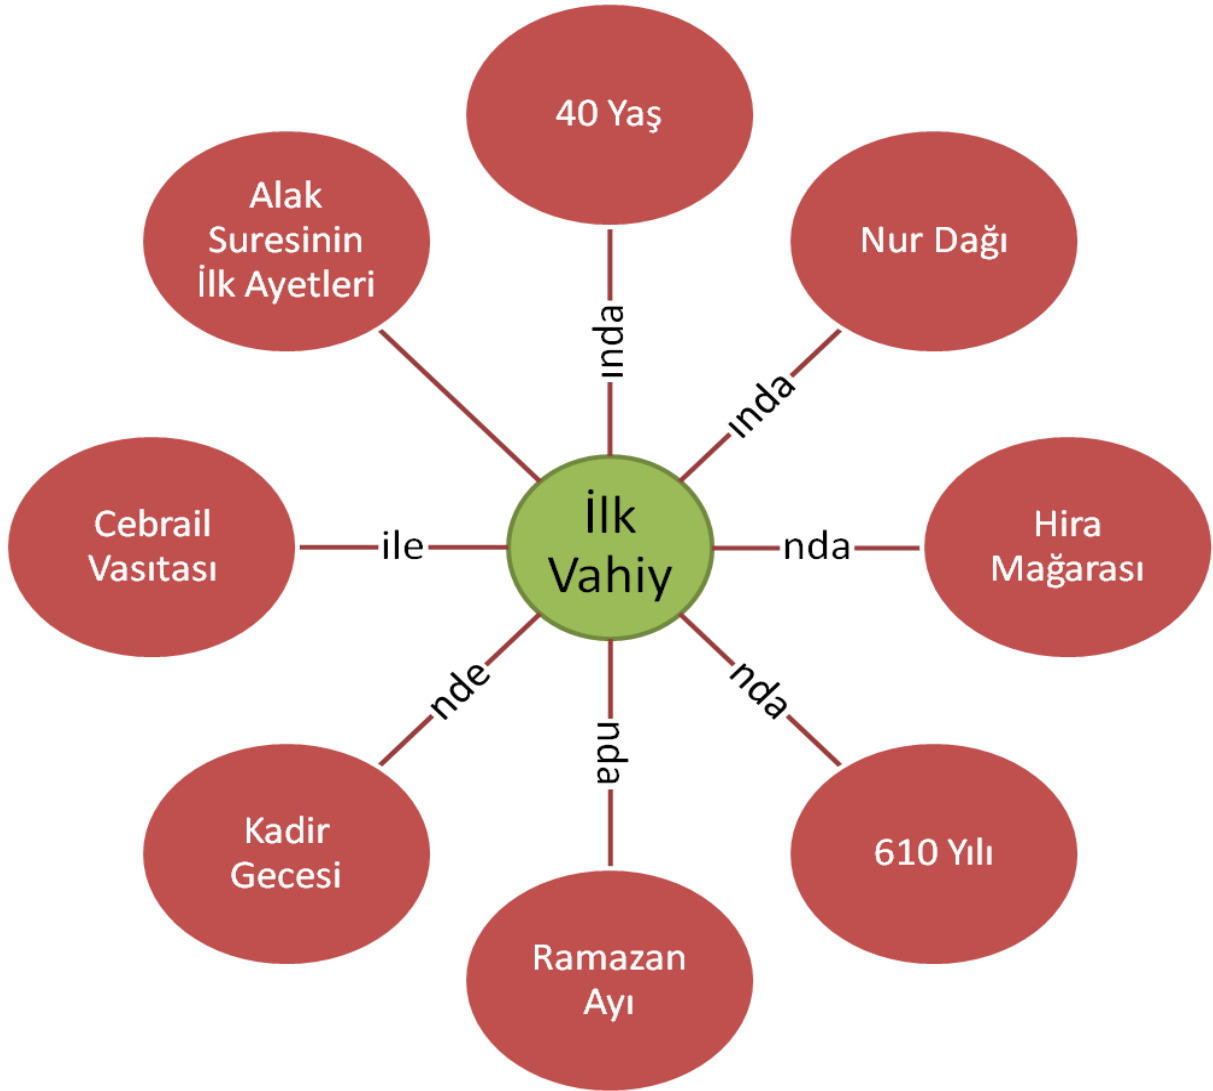 40 Yaş
ında
Nur Dağı
ında
Hira
Mağarası
nda
610 Yılı
nda
Ramazan
Ayı
nda
Kadir
Gecesi
nde
Cebrail
Vasıtası
ile
Alak
Suresinin
İlk Ayetleri
İlk
Vahiy